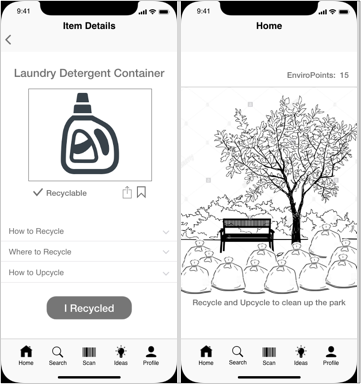 9:41
Item Details
Laundry Detergent Container
Recyclable
How to Recycle
Where to Recycle
How to Upcycle
I Recycled
Home Search Scan Ideas Profile
9:41
Home
EnviroPoints: 15
Recycle and Upcycle to clean up the park
Home Search Scan Ideas Profile